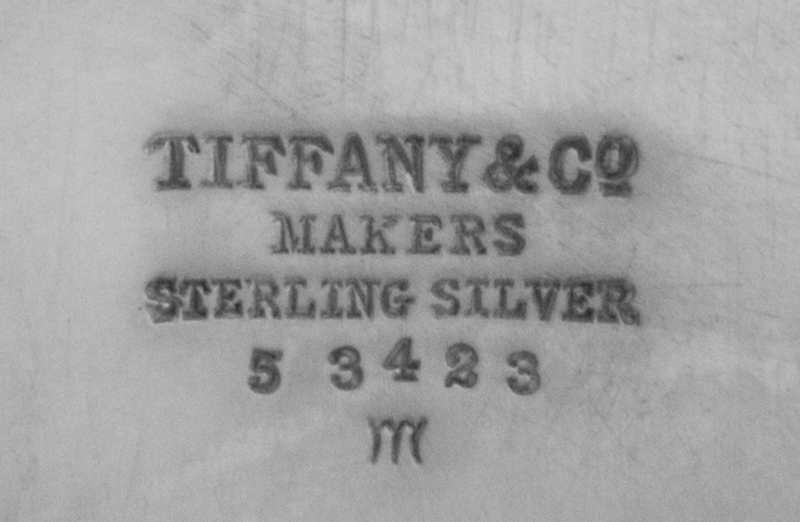 TIFFANY & Cº
MAKERS
STERLING SILVER
5 3423
m